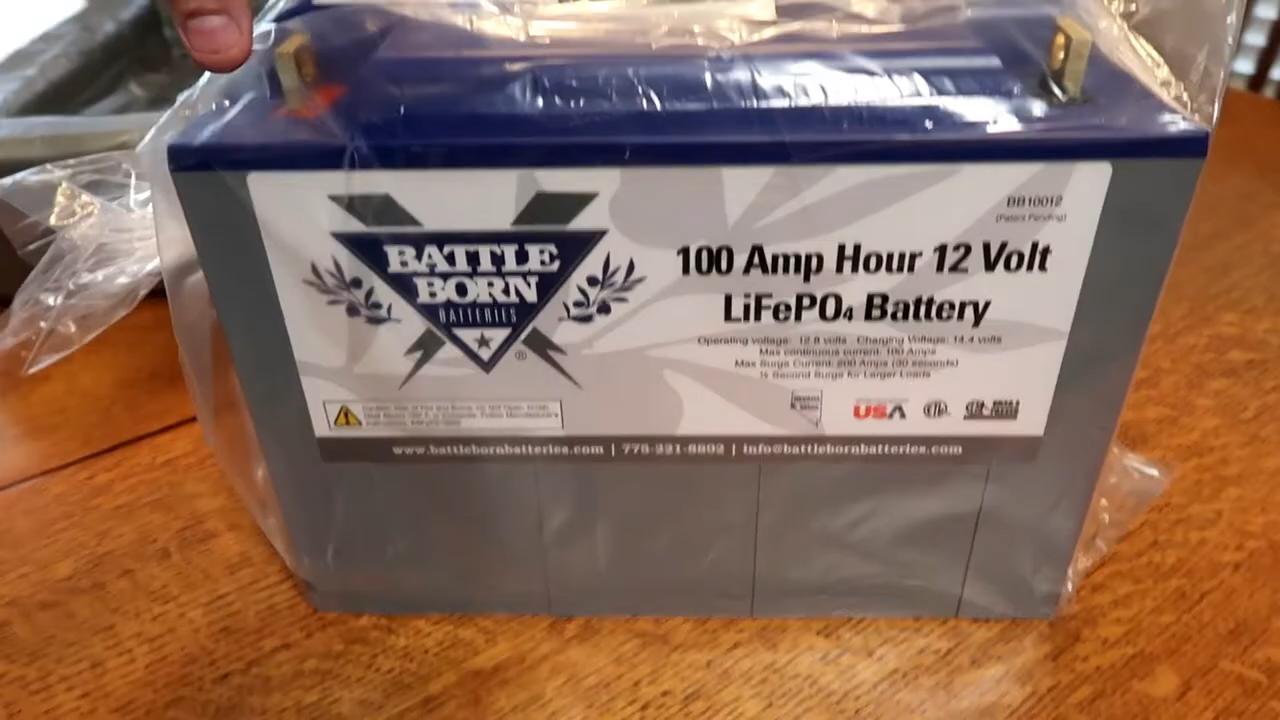 BB10012
(Patent Pending)
BATTLE
BORN
BATTERIES
®
100 Amp Hour 12 Volt
LiFePO4 Battery
Operating voltage: 12.8 volts Charging Voltage: 14.4 volts
Max continuous current: 100 Amps
Max Surge Current: 200 Amps (30 seconds)
½ Second Surge for Larger Loads
USA
www.battlebornbatteries.com | 775-221-8802 | info@battlebornbatteries.com